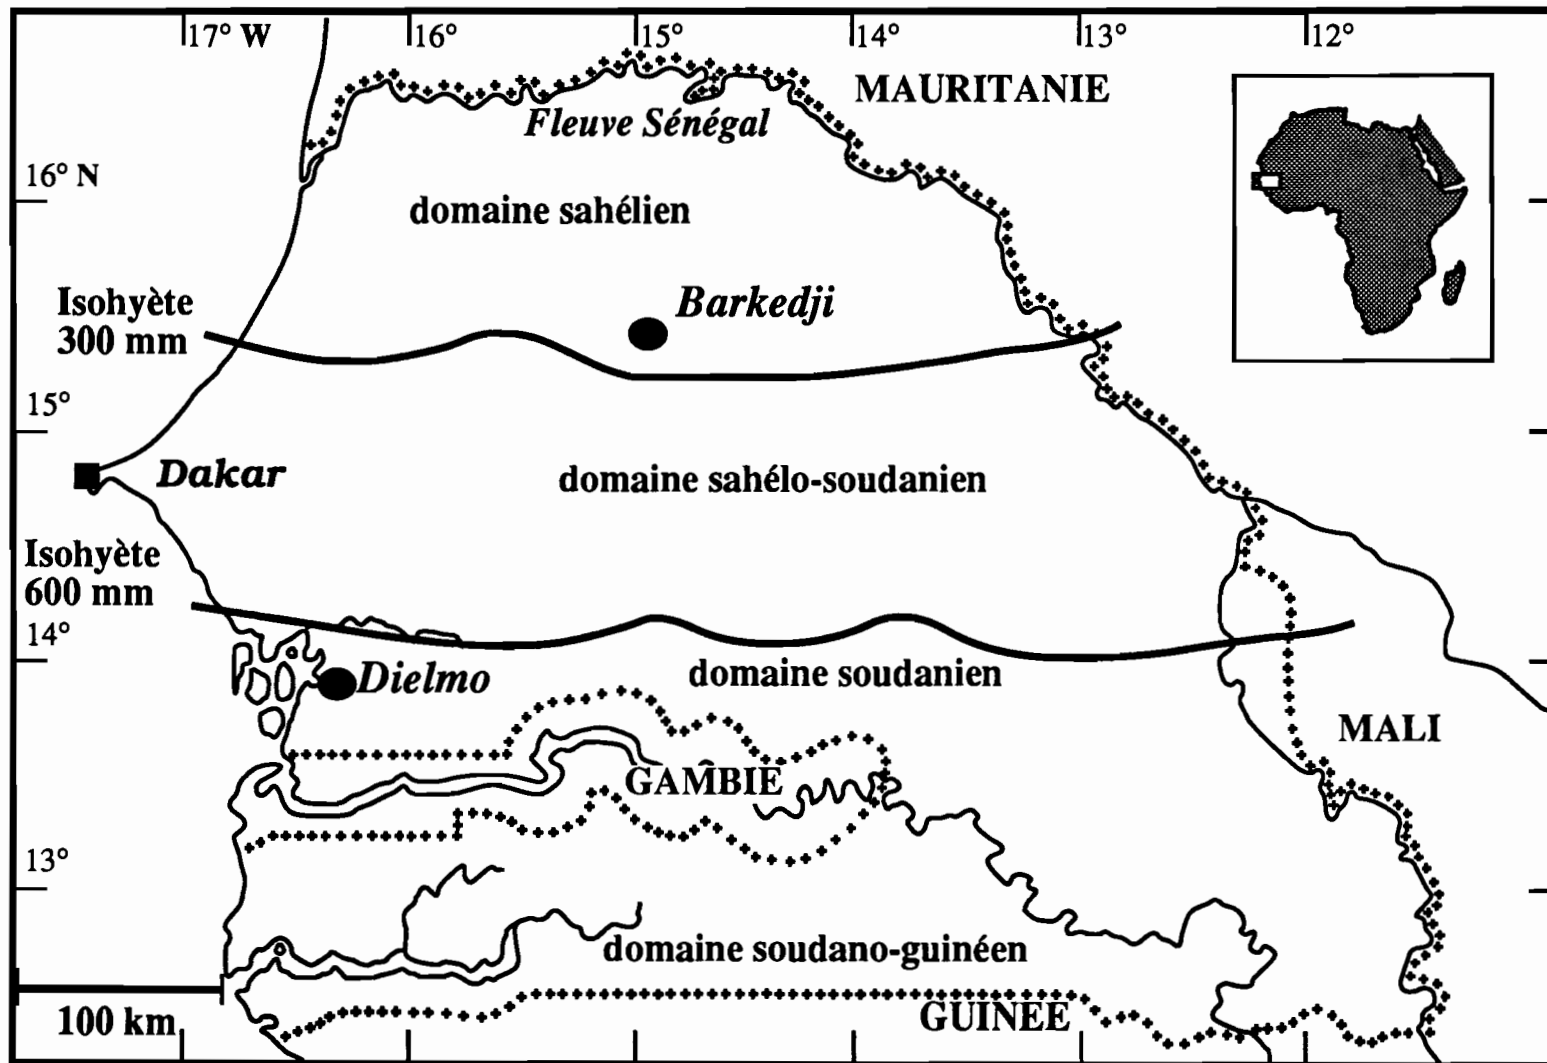 17° W
16°
15°
14°
13°
12°
MAURITANIE
Fleuve Sénégal
16° N
domaine sahélien
Isohyète
300 mm
Barkedji
15°
Dakar
domaine sahélo-soudanien
Isohyète
600 mm
14°
Dielmo
domaine soudanien
MALI
GAMBIE
13°
domaine soudano-guinéen
GUINEE
100 km